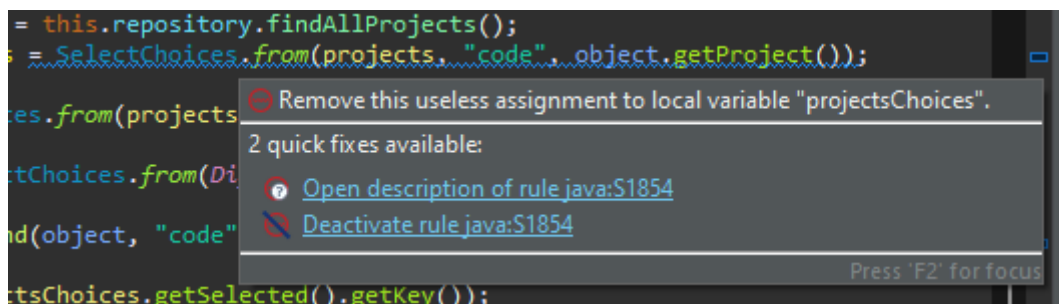 = this.repository.findAllProjects();
= SelectChoices.from(projects, "code", object.getProject());
Remove this useless assignment to local variable "projectsChoices".
.from(projects
2 quick fixes available:
tChoices.from(Di
Open description of rule java:S1854
Deactivate rule java:S1854
(object, "code"
Press 'F2' for focus
tsChoices.getSelected().getKey());